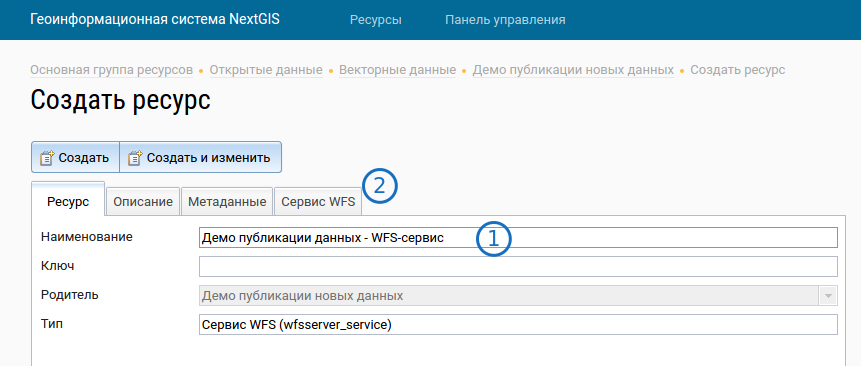 Геоинформационная система NextGIS Ресурсы Панель управления
Основная группа ресурсов • Открытые данные • Векторные данные • Демо публикации новых данных • Создать ресурс
Создать ресурс
Создать Создать и изменить
Ресурс Описание Метаданные Сервис WFS 2
Наименование Демо публикации данных - WFS-сервис 1
Ключ
Родитель Демо публикации новых данных
Тип Сервис WFS (wfsserver_service)